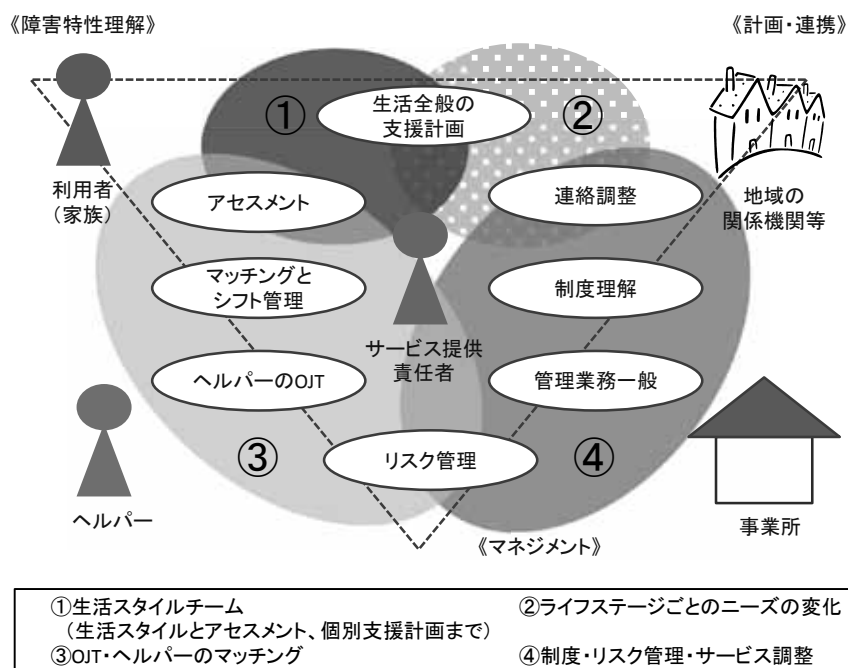 《障害特性理解》
《計画・連携》
①
生活全般の
支援計画
②
利用者
(家族)
アセスメント
連絡調整
地域の
関係機関等
マッチングと
シフト管理
制度理解
サービス提供
責任者
ヘルパーのOJT
管理業務一般
③
リスク管理
④
ヘルパー
事業所
《マネジメント》
①生活スタイルチーム
(生活スタイルとアセスメント、個別支援計画まで)
②ライフステージごとのニーズの変化
③OJT・ヘルパーのマッチング
④制度・リスク管理・サービス調整